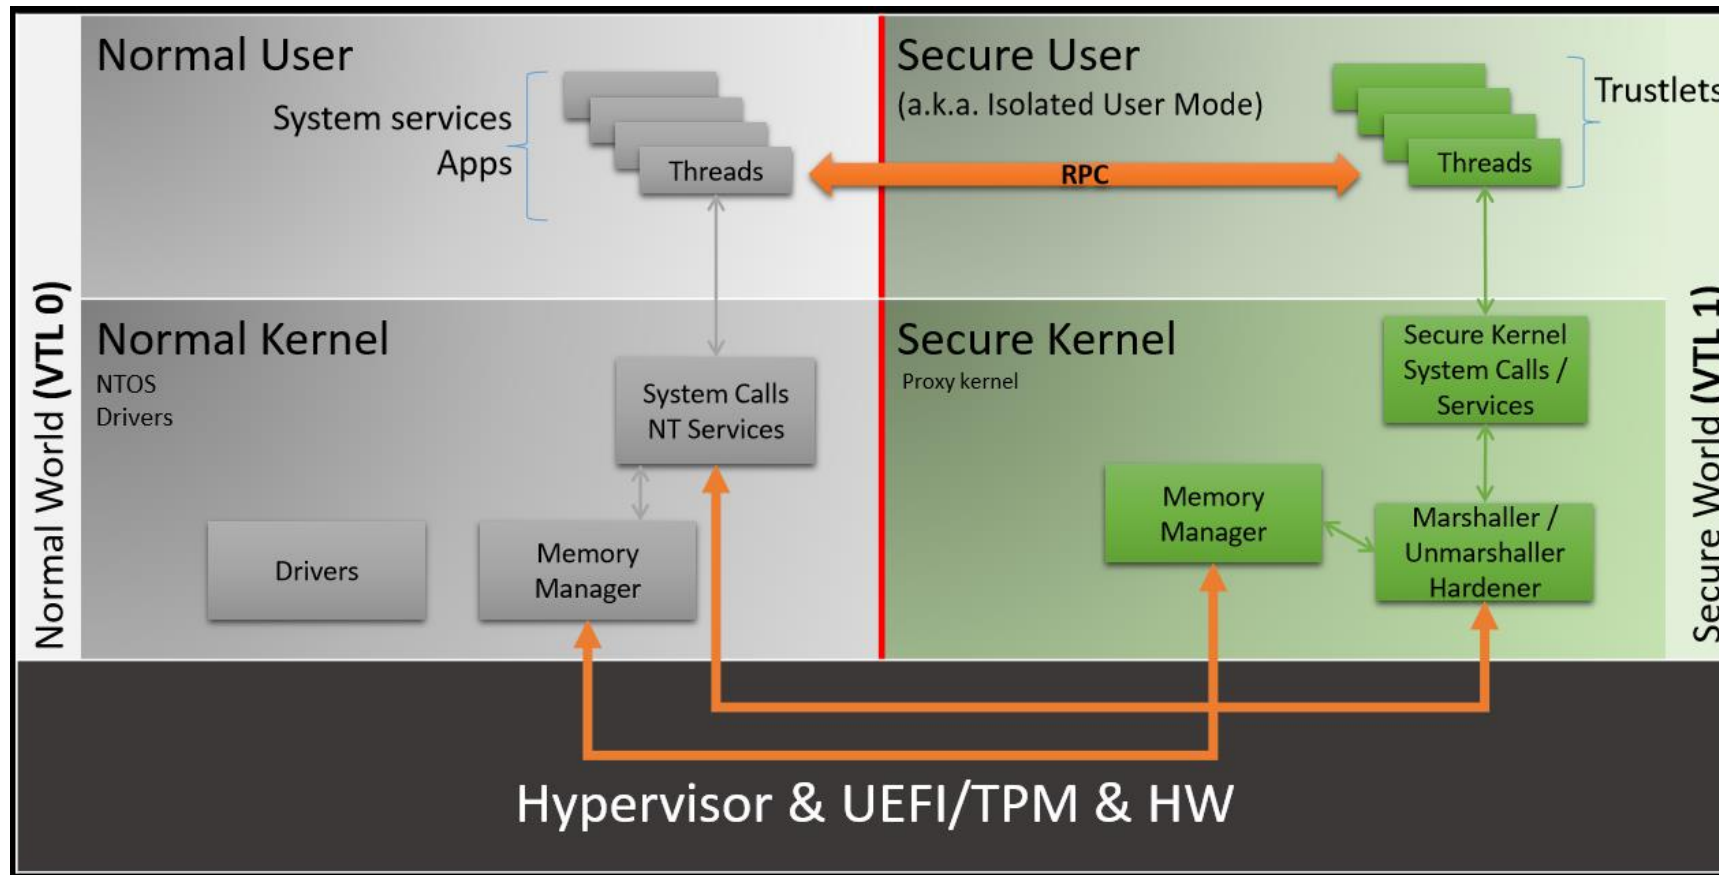 Normal User
System services
Apps
Threads
Secure User
(a.k.a. Isolated User Mode)
Trustlets
Threads
RPC
Normal World (VTL 0)
Normal Kernel
NTOS
Drivers
System Calls
NT Services
Drivers
Memory
Manager
Secure Kernel
Proxy kernel
Secure Kernel
System Calls /
Services
Memory
Manager
Marshaller /
Unmarshaller
Hardener
Secure World (VTL 1)
Hypervisor & UEFI/TPM & HW